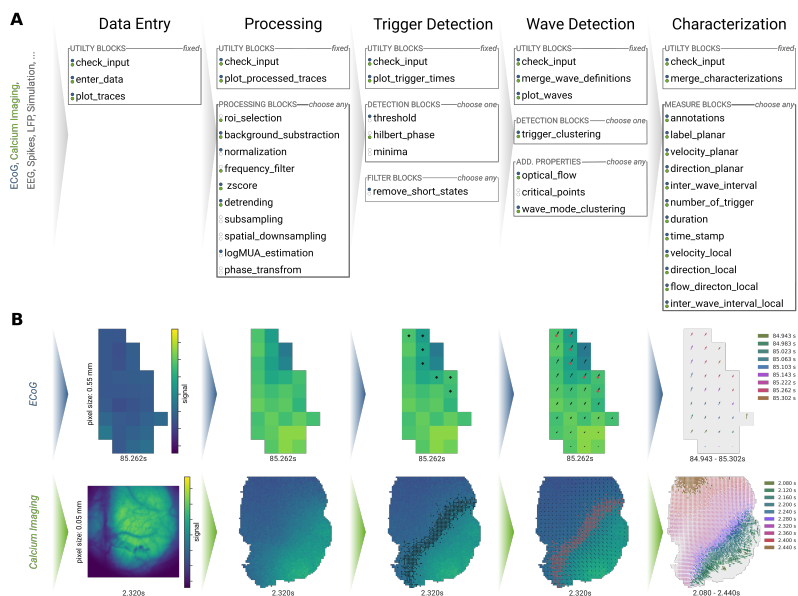 A
Data Entry
Processing
Trigger Detection
Wave Detection
Characterization
ECoG, Calcium Imaging,
EEG, Spikes, LFP, Simulation, ...
UTILTY BLOCKS fixed
check_input
enter_data
plot_traces
UTILTY BLOCKS fixed
check_input
plot_processed_traces
PROCESSING BLOCKS choose any
roi_selection
background_substraction
normalization
frequency_filter
zscore
detrending
subsampling
spatial_downsampling
logMUA_estimation
phase_transfrom
UTILTY BLOCKS fixed
check_input
plot_trigger_times
DETECTION BLOCKS choose one
threshold
hilbert_phase
minima
FILTER BLOCKS choose any
remove_short_states
UTILTY BLOCKS fixed
check_input
merge_wave_definitions
plot_waves
DETECTION BLOCKS choose one
trigger_clustering
ADD. PROPERTIES choose any
optical_flow
critical_points
wave_mode_clustering
UTILTY BLOCKS fixed
check_input
merge_characterizations
MEASURE BLOCKS choose any
annotations
label_planar
velocity_planar
direction_planar
inter_wave_interval
number_of_trigger
duration
time_stamp
velocity_local
direction_local
flow_directon_local
inter_wave_interval_local
B
ECoG
pixel size: 0.55 mm
signal
85.262s
85.262s
85.262s
85.262s
84.943 - 85.302s
84.943 s
84.983 s
85.023 s
85.063 s
85.103 s
85.143 s
85.222 s
85.262 s
85.302 s
Calcium Imaging
pixel size: 0.05 mm
signal
2.320s
2.320s
2.320s
2.320s
2.080 - 2.440s
2.080 s
2.120 s
2.160 s
2.200 s
2.240 s
2.280 s
2.320 s
2.360 s
2.400 s
2.440 s